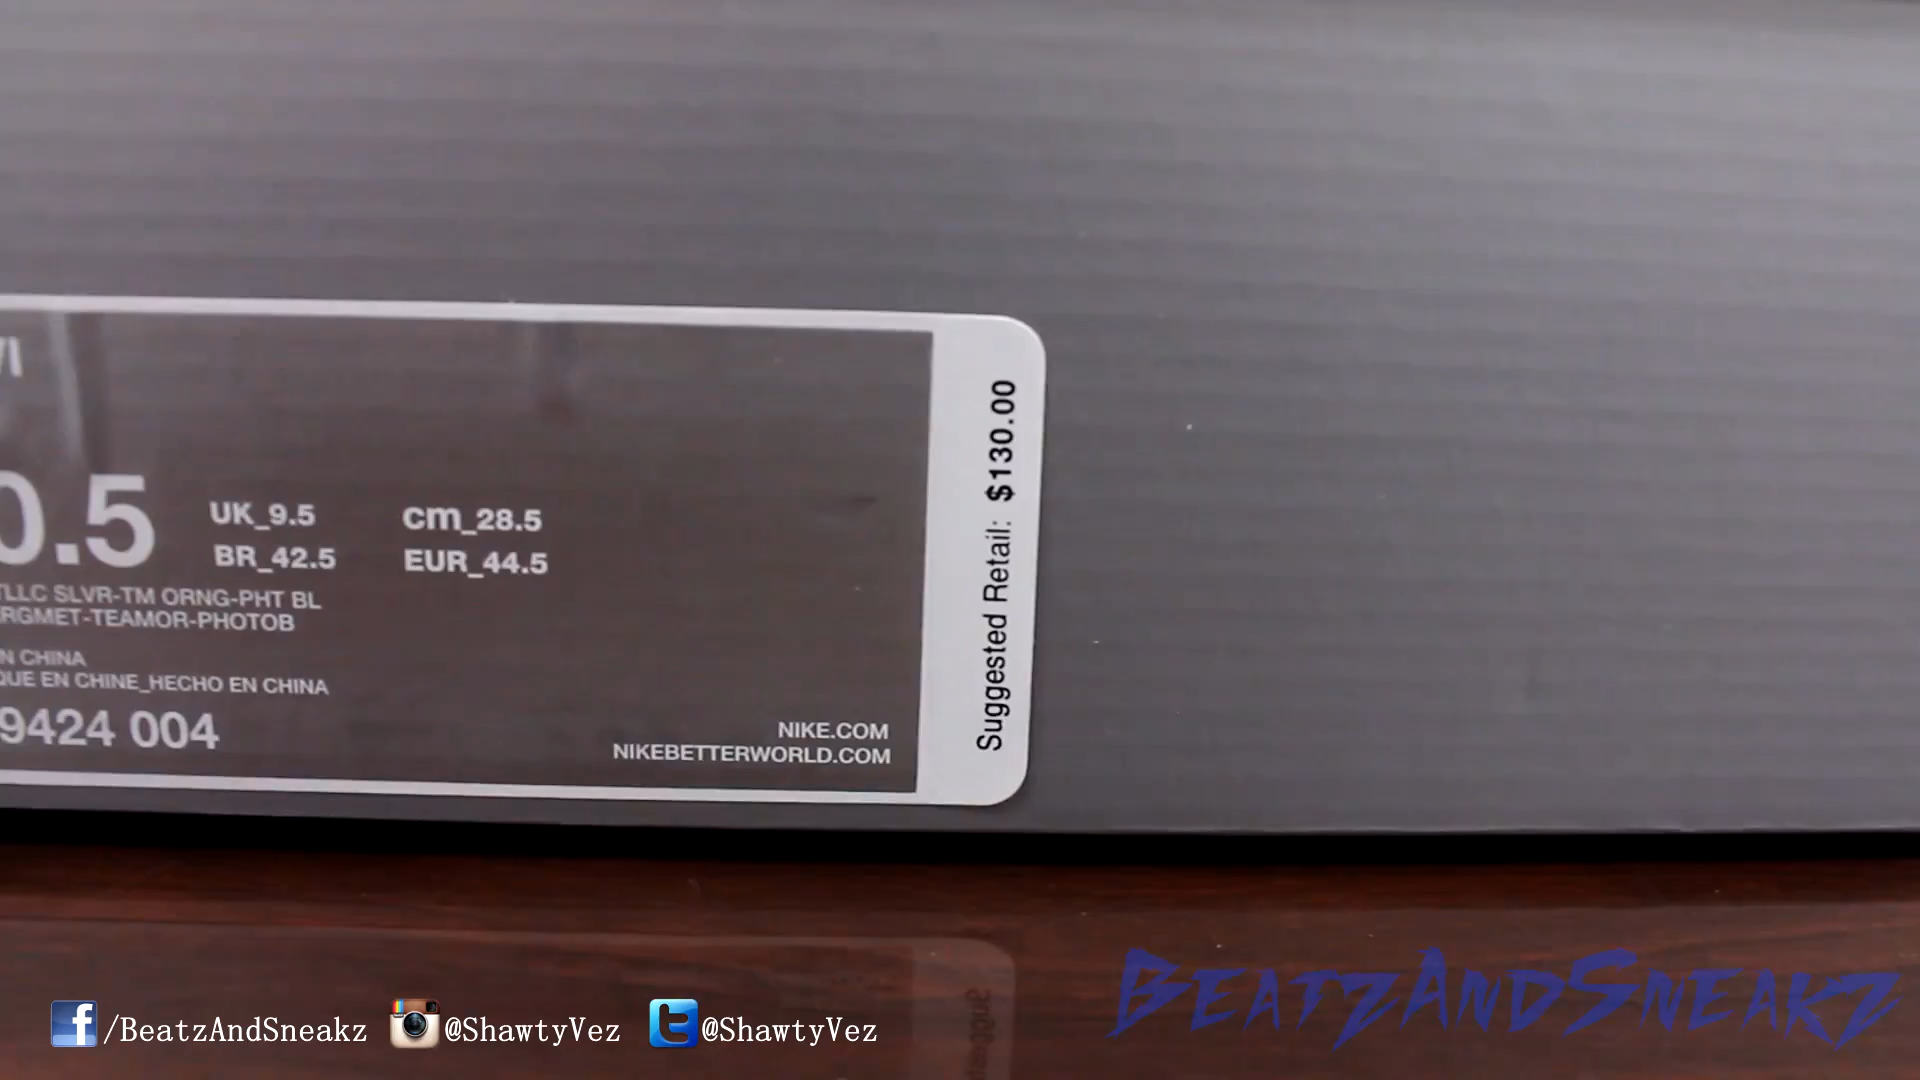 VI
0.5
UK_9.5
cm_28.5
BR_42.5
EUR_44.5
TLLC SLVR-TM ORNG-PHT BL
RGMET-TEAMOR-PHOTOB
N CHINA
QUE EN CHINE_HECHO EN CHINA
9424 004
NIKE.COM
NIKEBETTERWORLD.COM
Suggested Retail: $130.00
/BeatzAndSneakz
@ShawtyVez
@ShawtyVez
BEATZANDSNEAKZ